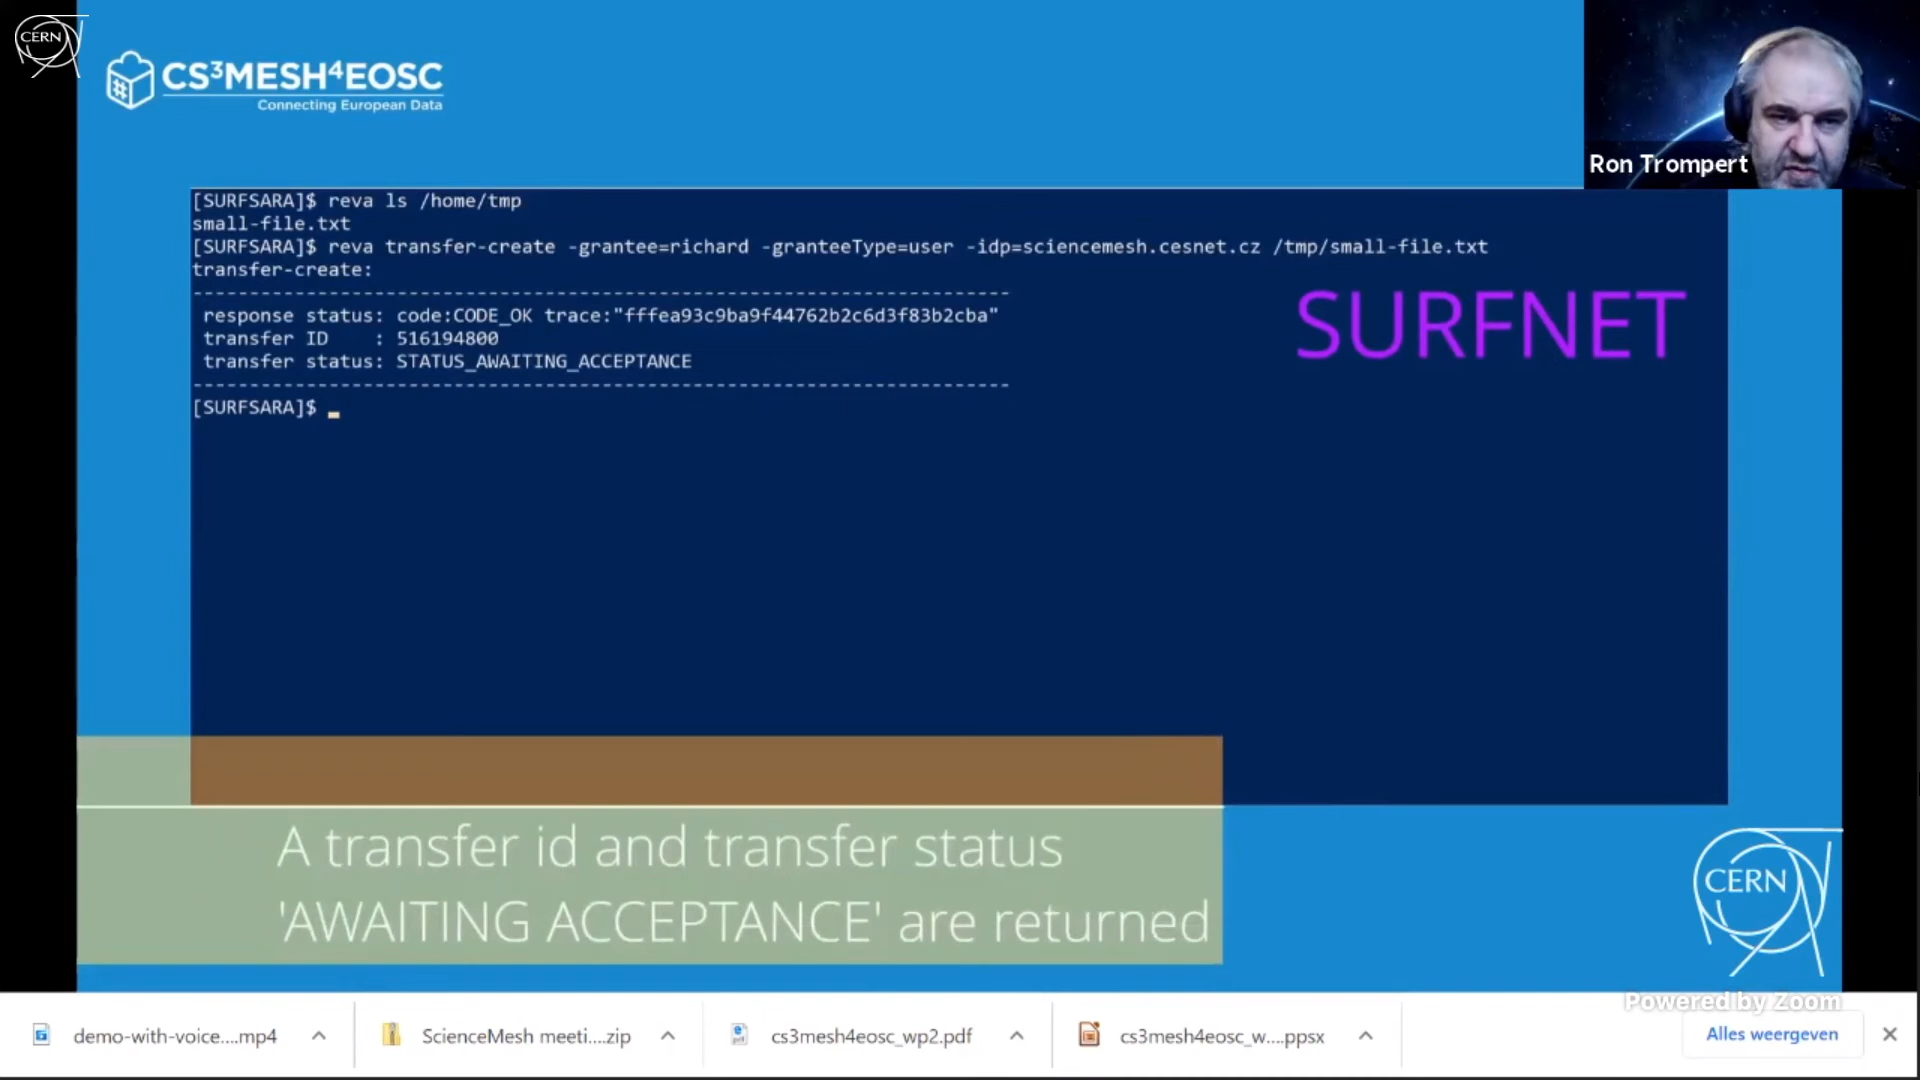 CERN
CS³MESH⁴EOSC
Connecting European Data
Ron Trompert
[SURFSARA]$ reva ls /home/tmp
small-file.txt
[SURFSARA]$ reva transfer-create -grantee=richard -granteeType=user -idp=sciencemesh.cesnet.cz /tmp/small-file.txt
transfer-create:
------------------------------------------------------------------------
response status: code:CODE_OK trace:"fffea93c9ba9f44762b2c6d3f83b2cba"
transfer ID    : 516194800
transfer status: STATUS_AWAITING_ACCEPTANCE
------------------------------------------------------------------------
[SURFSARA]$ _
SURFNET
A transfer id and transfer status
'AWAITING ACCEPTANCE' are returned
CERN
Powered by Zoom
demo-with-voice....mp4
ScienceMesh meeti....zip
cs3mesh4eosc_wp2.pdf
cs3mesh4eosc_w....ppsx
Alles weergeven